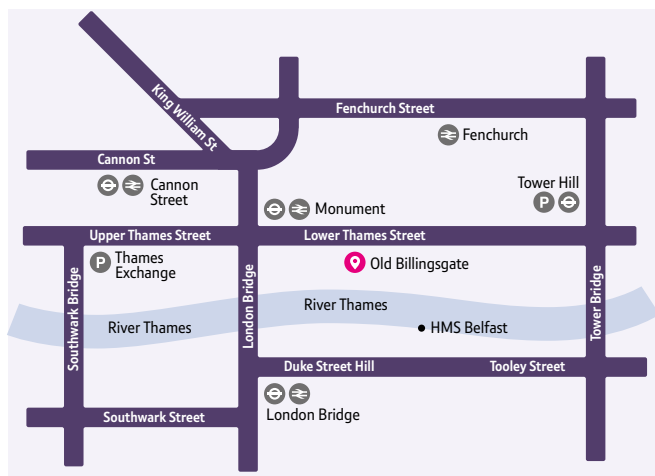 King William St
Fenchurch Street
Fenchurch
Cannon St
Cannon
Street
Tower Hill
P
Monument
Upper Thames Street
Lower Thames Street
P
Thames
Exchange
Old Billingsgate
Southwark Bridge
London Bridge
Tower Bridge
River Thames
River Thames
HMS Belfast
Duke Street Hill
Tooley Street
Southwark Street
London Bridge